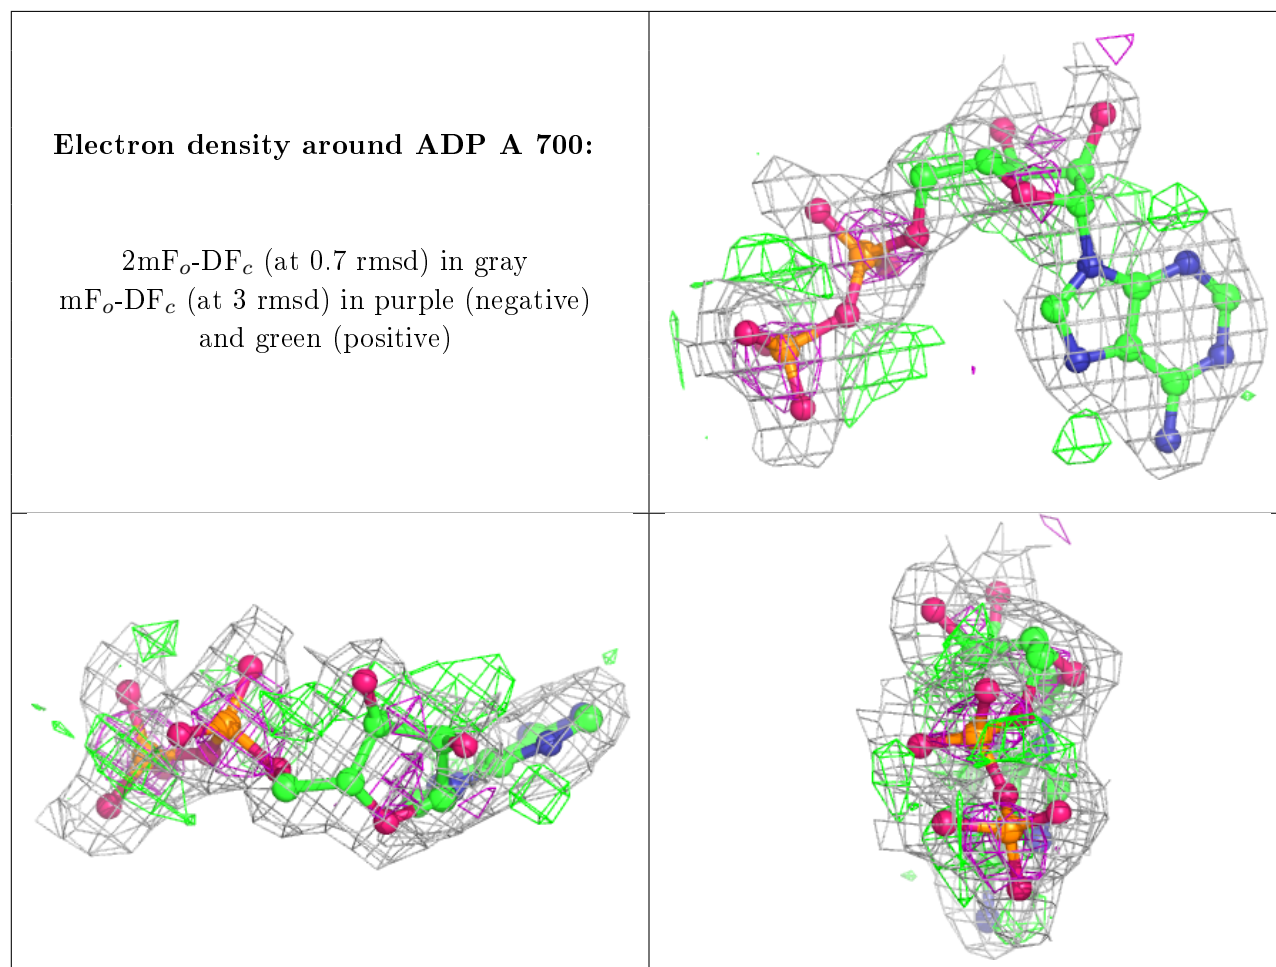 Electron density around ADP A 700:
2mFo-DFc (at 0.7 rmsd) in gray
mFo-DFc (at 3 rmsd) in purple (negative)
and green (positive)